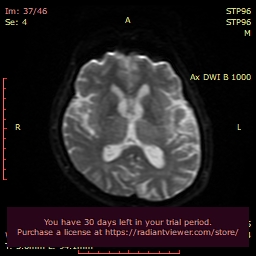 Im: 37/46
STP96
Se: 4
STP96
M
A
Ax DWI B 1000
R
L
You have 30 days left in your trial period.
Purchase a license at https://radiantviewer.com/store/